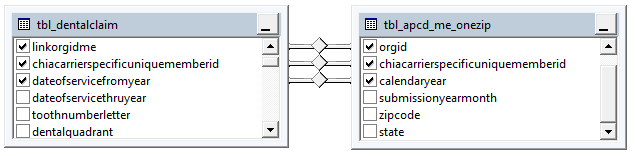 tbl_dentalclaim
linkorgidme
chiacarrierspecificuniquememberid
dateofservicefromyear
dateofservicethruyear
toothnumberletter
dentalquadrant
tbl_apcd_me_onezip
orgid
chiacarrierspecificuniquememberid
calendaryear
submissionyearmonth
zipcode
state